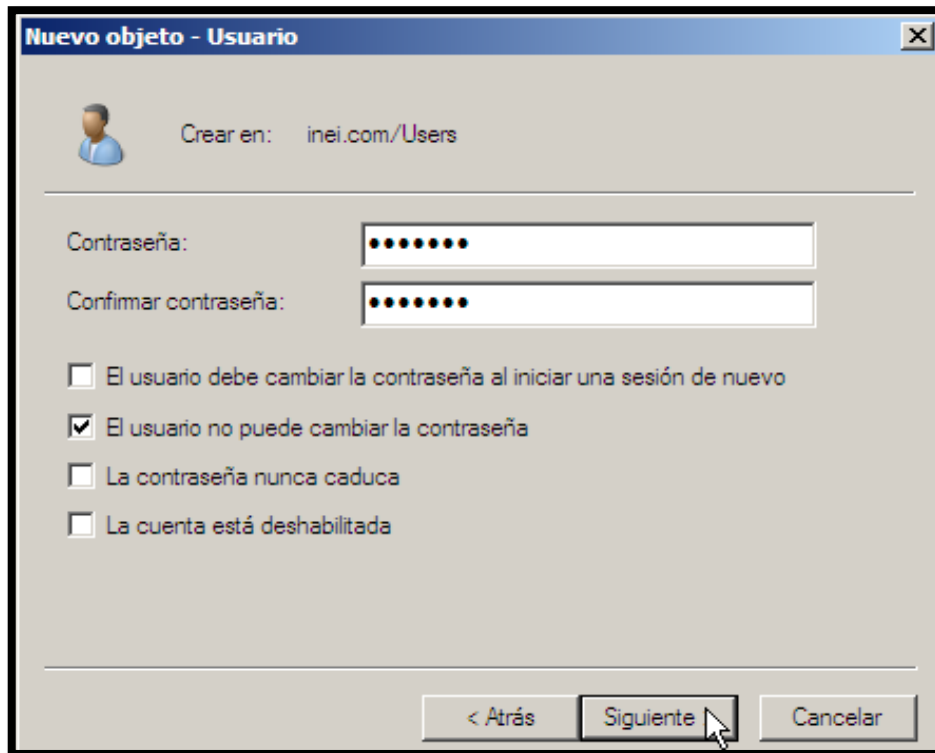 Nuevo objeto - Usuario
Crear en: inei.com/Users
Contraseña: •••••••
Confirmar contraseña: •••••••
El usuario debe cambiar la contraseña al iniciar una sesión de nuevo
El usuario no puede cambiar la contraseña
La contraseña nunca caduca
La cuenta está deshabilitada
< Atrás Siguiente Cancelar